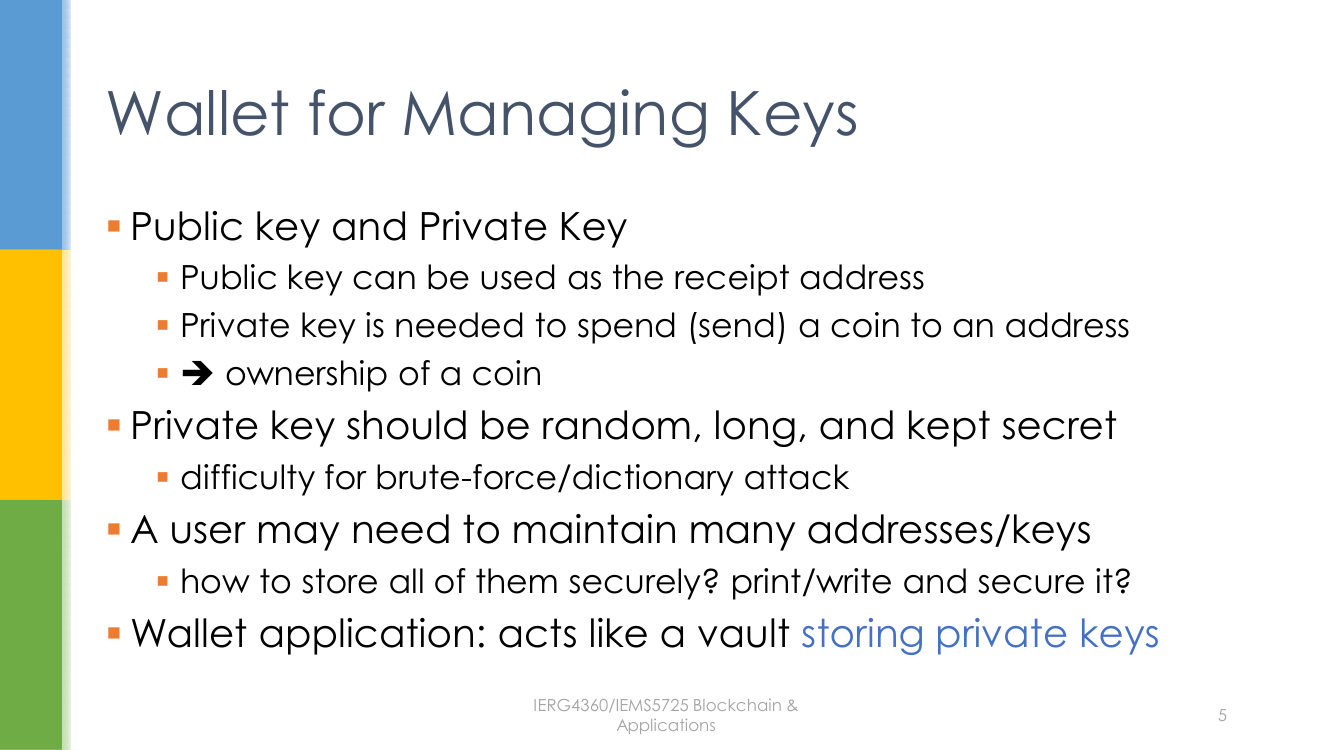 Wallet for Managing Keys
▪ Public key and Private Key
▪ Public key can be used as the receipt address
▪ Private key is needed to spend (send) a coin to an address
▪ ➔ ownership of a coin
▪ Private key should be random, long, and kept secret
▪ difficulty for brute-force/dictionary attack
▪ A user may need to maintain many addresses/keys
▪ how to store all of them securely? print/write and secure it?
▪ Wallet application: acts like a vault storing private keys
IERG4360/IEMS5725 Blockchain &
Applications
5